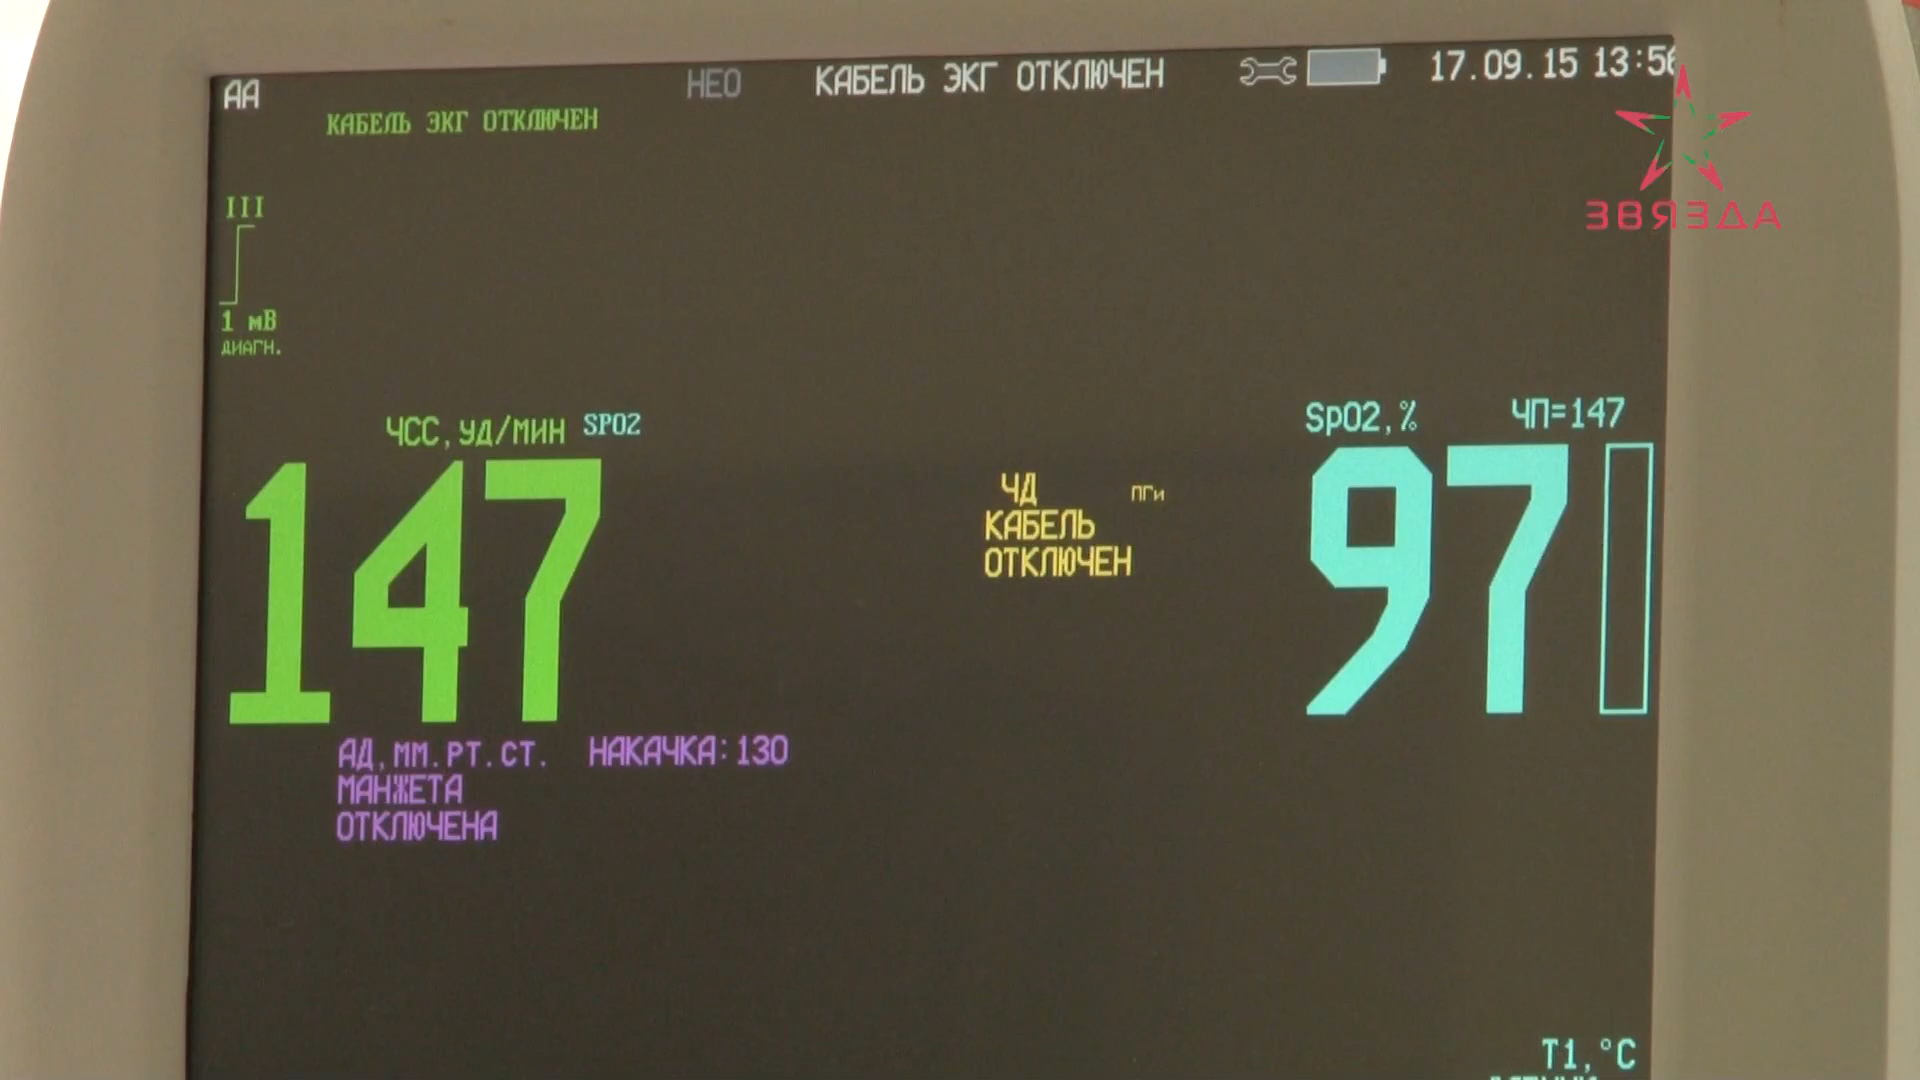 АА НЕО КАБЕЛЬ ЭКГ ОТКЛЮЧЕН 17.09.15 13:56
КАБЕЛЬ ЭКГ ОТКЛЮЧЕН
ЗВЯЗДА
III
1 мВ
ДИАГН.
ЧСС,УД/МИН SPO2
147
ЧД ПГи
КАБЕЛЬ
ОТКЛЮЧЕН
SpO2,% ЧП=147
97
АД,ММ.РТ.СТ. НАКАЧКА:130
МАНЖЕТА
ОТКЛЮЧЕНА
Т1,°С